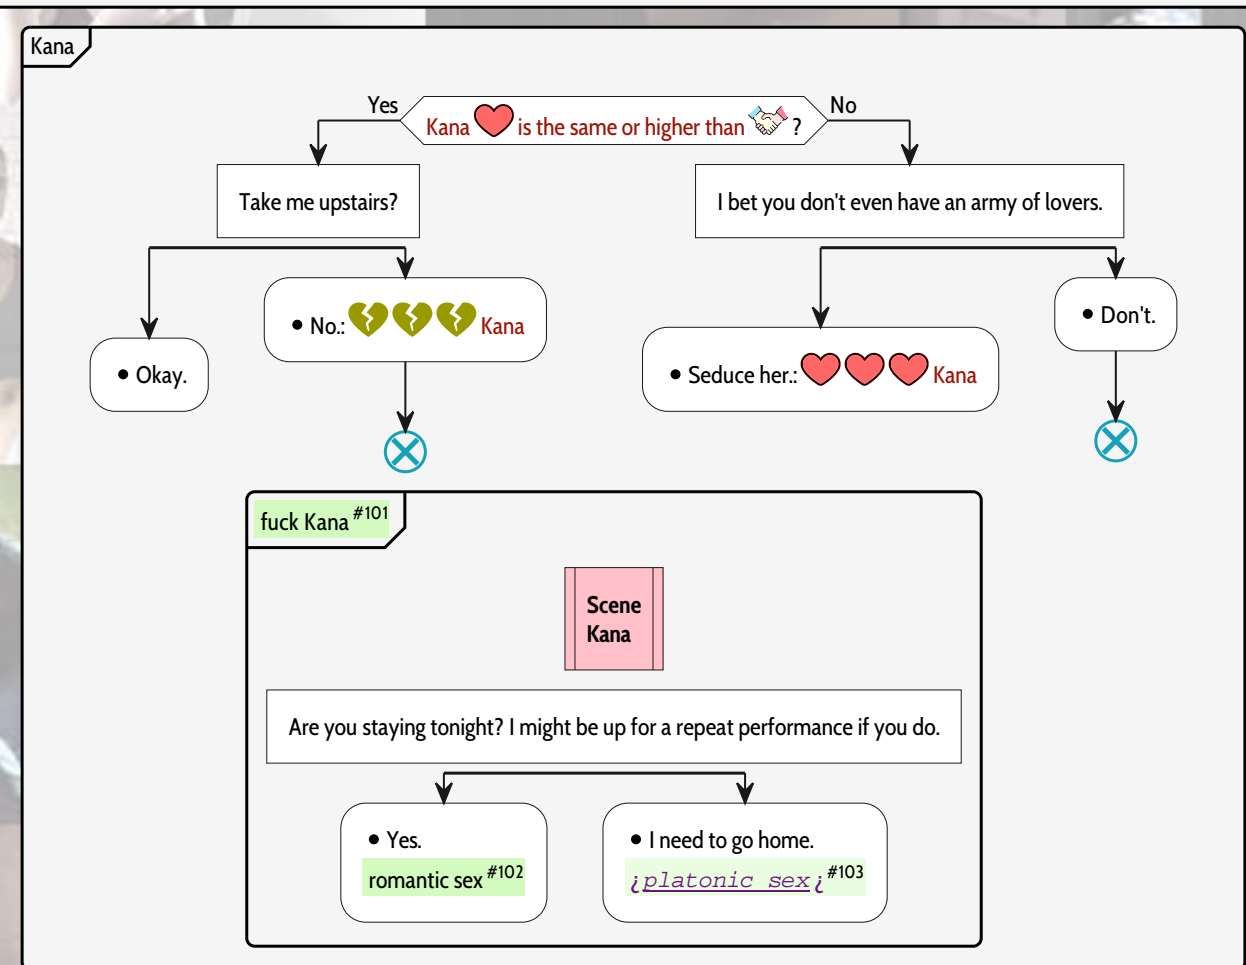 Kana
Yes
Kana is the same or higher than ?
No
Take me upstairs?
I bet you don't even have an army of lovers.
• No.: Kana
• Don't.
• Okay.
• Seduce her.: Kana
fuck Kana #101
Scene
Kana
Are you staying tonight? I might be up for a repeat performance if you do.
• Yes.
romantic sex #102
• I need to go home.
¿platonic sex¿ #103